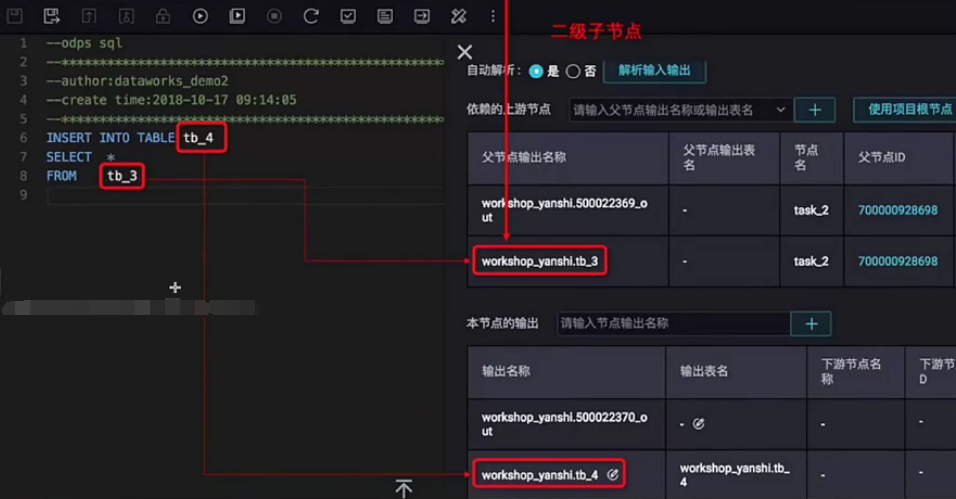 二级子节点
1 --odps sql
2 --********************************************
3 --author:dataworks_demo2
4 --create time:2018-10-17 09:14:05
5 --********************************************
6 INSERT INTO TABLE tb_4
7 SELECT *
8 FROM tb_3
9
自动解析: 是 否 解析输入输出
依赖的上游节点 请输入父节点输出名称或输出表名 + 使用项目根节点
父节点输出名称 父节点输出表名 节点名 父节点ID
workshop_yanshi.500022369_out - task_2 700000928698
workshop_yanshi.tb_3 - task_2 700000928698
本节点的输出 请输入节点输出名称 +
输出名称 输出表名 下游节点名称 下游节
D
workshop_yanshi.500022370_out - - -
workshop_yanshi.tb_4 workshop_yanshi.tb_4 - -